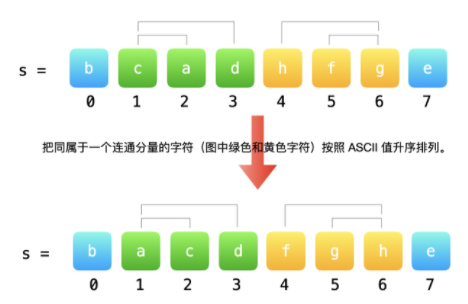 s = b c a d h f g e
0 1 2 3 4 5 6 7
把同属于一个连通分量的字符（图中绿色和黄色字符）按照 ASCII 值升序排列。
s = b a c d f g h e
0 1 2 3 4 5 6 7